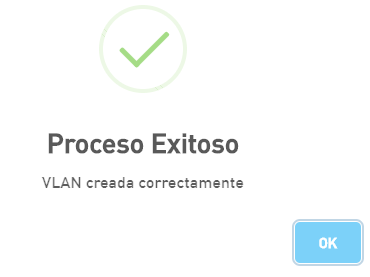 Proceso Exitoso
VLAN creada correctamente
OK